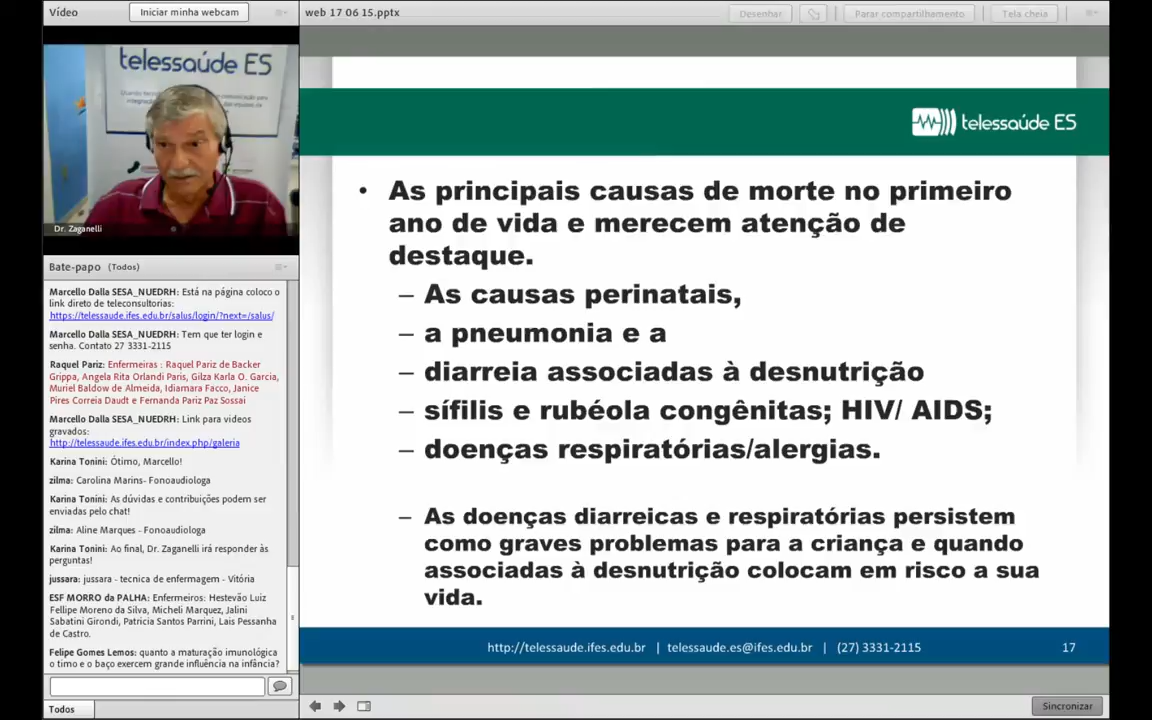 Vídeo
Iniciar minha webcam
web 17 06 15.pptx
Desenhar
Parar compartilhamento
Tela cheia
telessaúde ES
Dr. Zaganelli
Bate-papo (Todos)
Marcello Dalla SESA_NUEDRH: Está na página coloco o
link direto de teleconsultorias:
https://telessaude.ifes.edu.br/salus/login/?next=/salus/
Marcello Dalla SESA_NUEDRH: Tem que ter login e
senha. Contato 27 3331-2115
Raquel Pariz: Enfermeiras : Raquel Pariz de Backer
Grippa, Angela Rita Orlandi Paris, Gilza Karla O. Garcia,
Muriel Baldow de Almeida, Idiamara Facco, Janice
Pires Correia Daudt e Fernanda Pariz Paz Sossai
Marcello Dalla SESA_NUEDRH: Link para videos
gravados:
http://telessaude.ifes.edu.br/index.php/galeria
Karina Tonini: Ótimo, Marcello!
zilma: Carolina Marins- Fonoaudiologa
Karina Tonini: As dúvidas e contribuições podem ser
enviadas pelo chat!
zilma: Aline Marques - Fonoaudiologa
Karina Tonini: Ao final, Dr. Zaganelli irá responder às
perguntas!
jussara: jussara - tecnica de enfermagem - Vitória
ESF MORRO da PALHA: Enfermeiros: Hestevão Luiz
Fellipe Moreno da Silva, Micheli Marquez, Jalini
Sabatini Girondi, Patricia Santos Parrini, Lais Pessanha
de Castro.
Felipe Gomes Lemos: quanto a maturação imunológica
o timo e o baço exercem grande influência na infância?
Todos
telessaúde ES
• As principais causas de morte no primeiro
ano de vida e merecem atenção de
destaque.
– As causas perinatais,
– a pneumonia e a
– diarreia associadas à desnutrição
– sífilis e rubéola congênitas; HIV/ AIDS;
– doenças respiratórias/alergias.
– As doenças diarreicas e respiratórias persistem
como graves problemas para a criança e quando
associadas à desnutrição colocam em risco a sua
vida.
http://telessaude.ifes.edu.br | telessaude.es@ifes.edu.br | (27) 3331-2115
17
Sincronizar